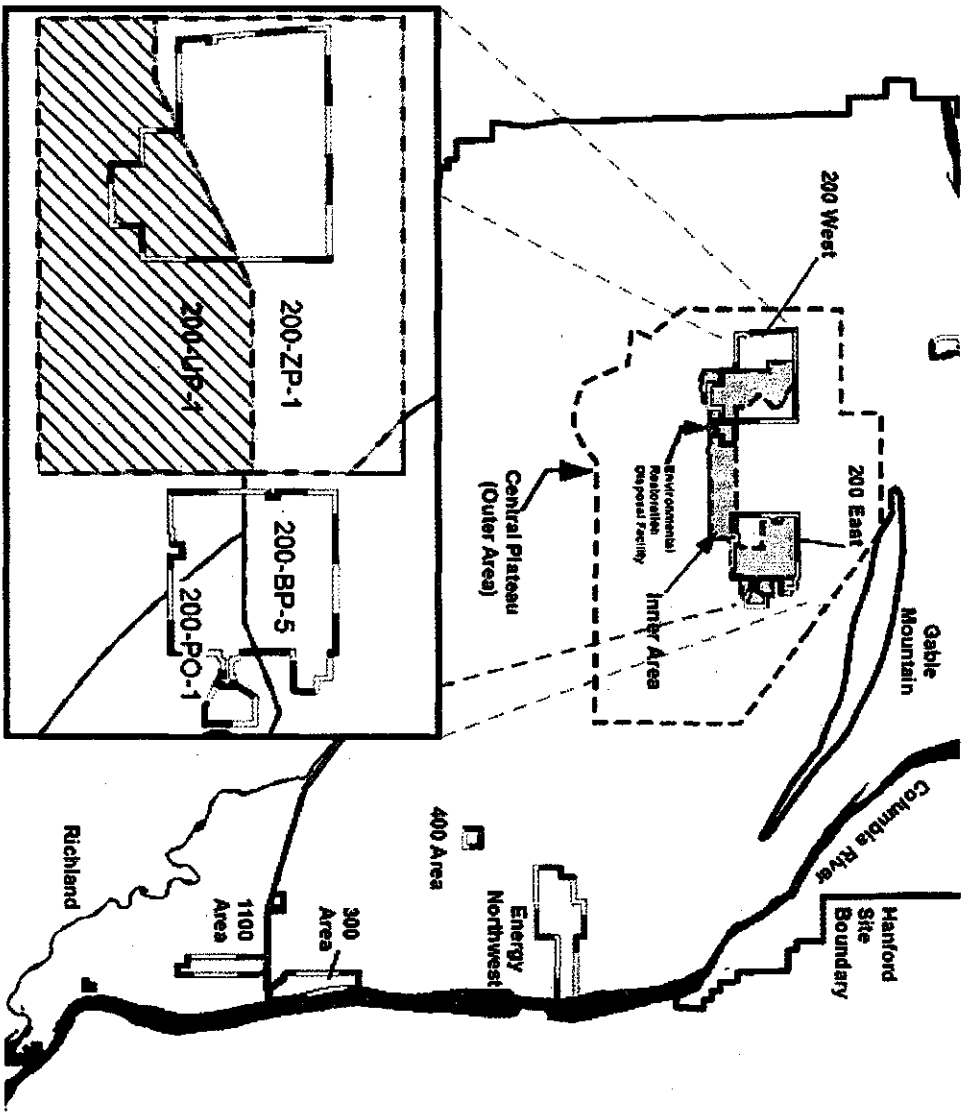 Gable
Mountain
Columbia River
Hanford
Site
Boundary
200 West
200 East
Environmental
Restoration
Disposal Facility
Inner Area
Central Plateau
(Outer Area)
Energy
Northwest
400 Area
300
Area
1100
Area
Richland
200-ZP-1
200-UP-1
200-BP-5
200-PO-1